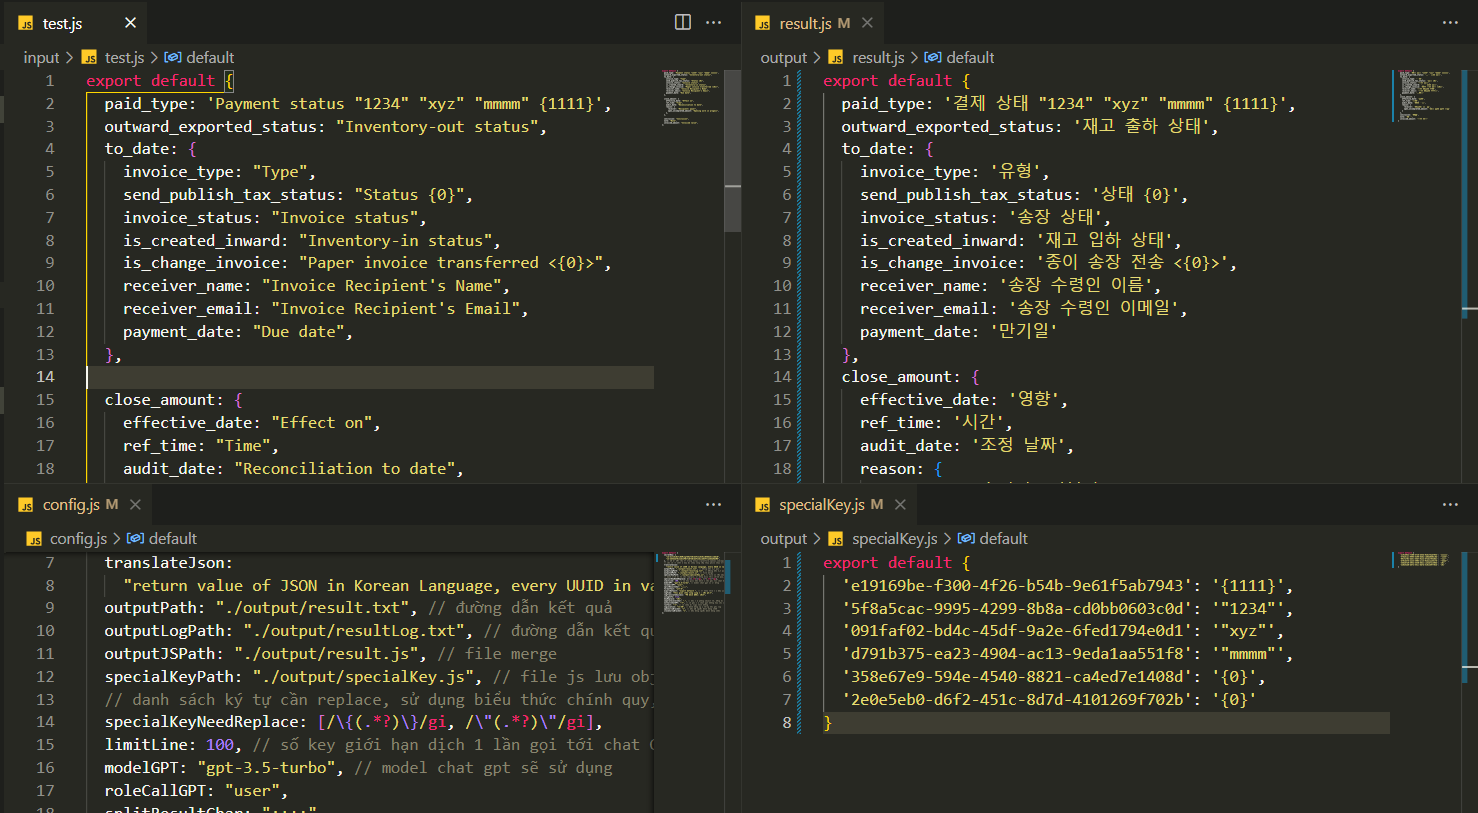 test.js
input > test.js > default
1 export default {
2 paid_type: 'Payment status "1234" "xyz" "mmmm" {1111}',
3 outward_exported_status: "Inventory-out status",
4 to_date: {
5 invoice_type: "Type",
6 send_publish_tax_status: "Status {0}",
7 invoice_status: "Invoice status",
8 is_created_inward: "Inventory-in status",
9 is_change_invoice: "Paper invoice transferred <{0}>",
10 receiver_name: "Invoice Recipient's Name",
11 receiver_email: "Invoice Recipient's Email",
12 payment_date: "Due date",
13 },
14
15 close_amount: {
16 effective_date: "Effect on",
17 ref_time: "Time",
18 audit_date: "Reconciliation to date",
result.js M
output > result.js > default
1 export default {
2 paid_type: '결제 상태 "1234" "xyz" "mmmm" {1111}',
3 outward_exported_status: '재고 출하 상태',
4 to_date: {
5 invoice_type: '유형',
6 send_publish_tax_status: '상태 {0}',
7 invoice_status: '송장 상태',
8 is_created_inward: '재고 입하 상태',
9 is_change_invoice: '종이 송장 전송 <{0}>',
10 receiver_name: '송장 수령인 이름',
11 receiver_email: '송장 수령인 이메일',
12 payment_date: '만기일'
13 },
14 close_amount: {
15 effective_date: '영향',
16 ref_time: '시간',
17 audit_date: '조정 날짜',
18 reason: {
config.js M
config.js > default
7 translateJson:
8 "return value of JSON in Korean Language, every UUID in va
9 outputPath: "./output/result.txt", // đường dẫn kết quả
10 outputLogPath: "./output/resultLog.txt", // đường dẫn kết qu
11 outputJSPath: "./output/result.js", // file merge
12 specialKeyPath: "./output/specialKey.js", // file js lưu obj
13 // danh sách ký tự cần replace, sử dụng biểu thức chính quy,
14 specialKeyNeedReplace: [/\{(.*?)\}/gi, /\"(.*?)\"/gi],
15 limitLine: 100, // số key giới hạn dịch 1 lần gọi tới chat G
16 modelGPT: "gpt-3.5-turbo", // model chat gpt sẽ sử dụng
17 roleCallGPT: "user",
specialKey.js M
output > specialKey.js > default
1 export default {
2 'e19169be-f300-4f26-b54b-9e61f5ab7943': '{1111}',
3 '5f8a5cac-9995-4299-8b8a-cd0bb0603c0d': '"1234"',
4 '091faf02-bd4c-45df-9a2e-6fed1794e0d1': '"xyz"',
5 'd791b375-ea23-4904-ac13-9eda1aa551f8': '"mmmm"',
6 '358e67e9-594e-4540-8821-ca4ed7e1408d': '{0}',
7 '2e0e5eb0-d6f2-451c-8d7d-4101269f702b': '{0}'
8 }